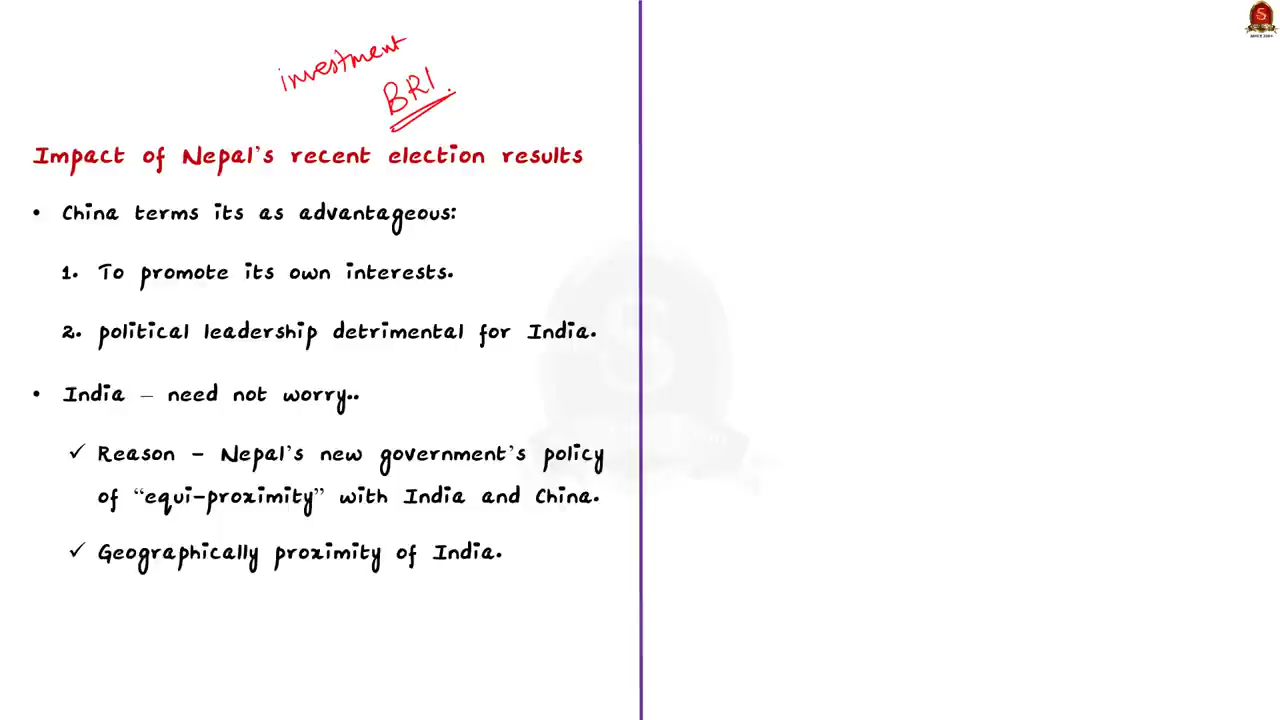 investment
BRI.
Impact of Nepal's recent election results
• China terms its as advantageous:
1. To promote its own interests.
2. political leadership detrimental for India.
• India – need not worry..
✓ Reason – Nepal's new government's policy
of “equi-proximity” with India and China.
✓ Geographically proximity of India.